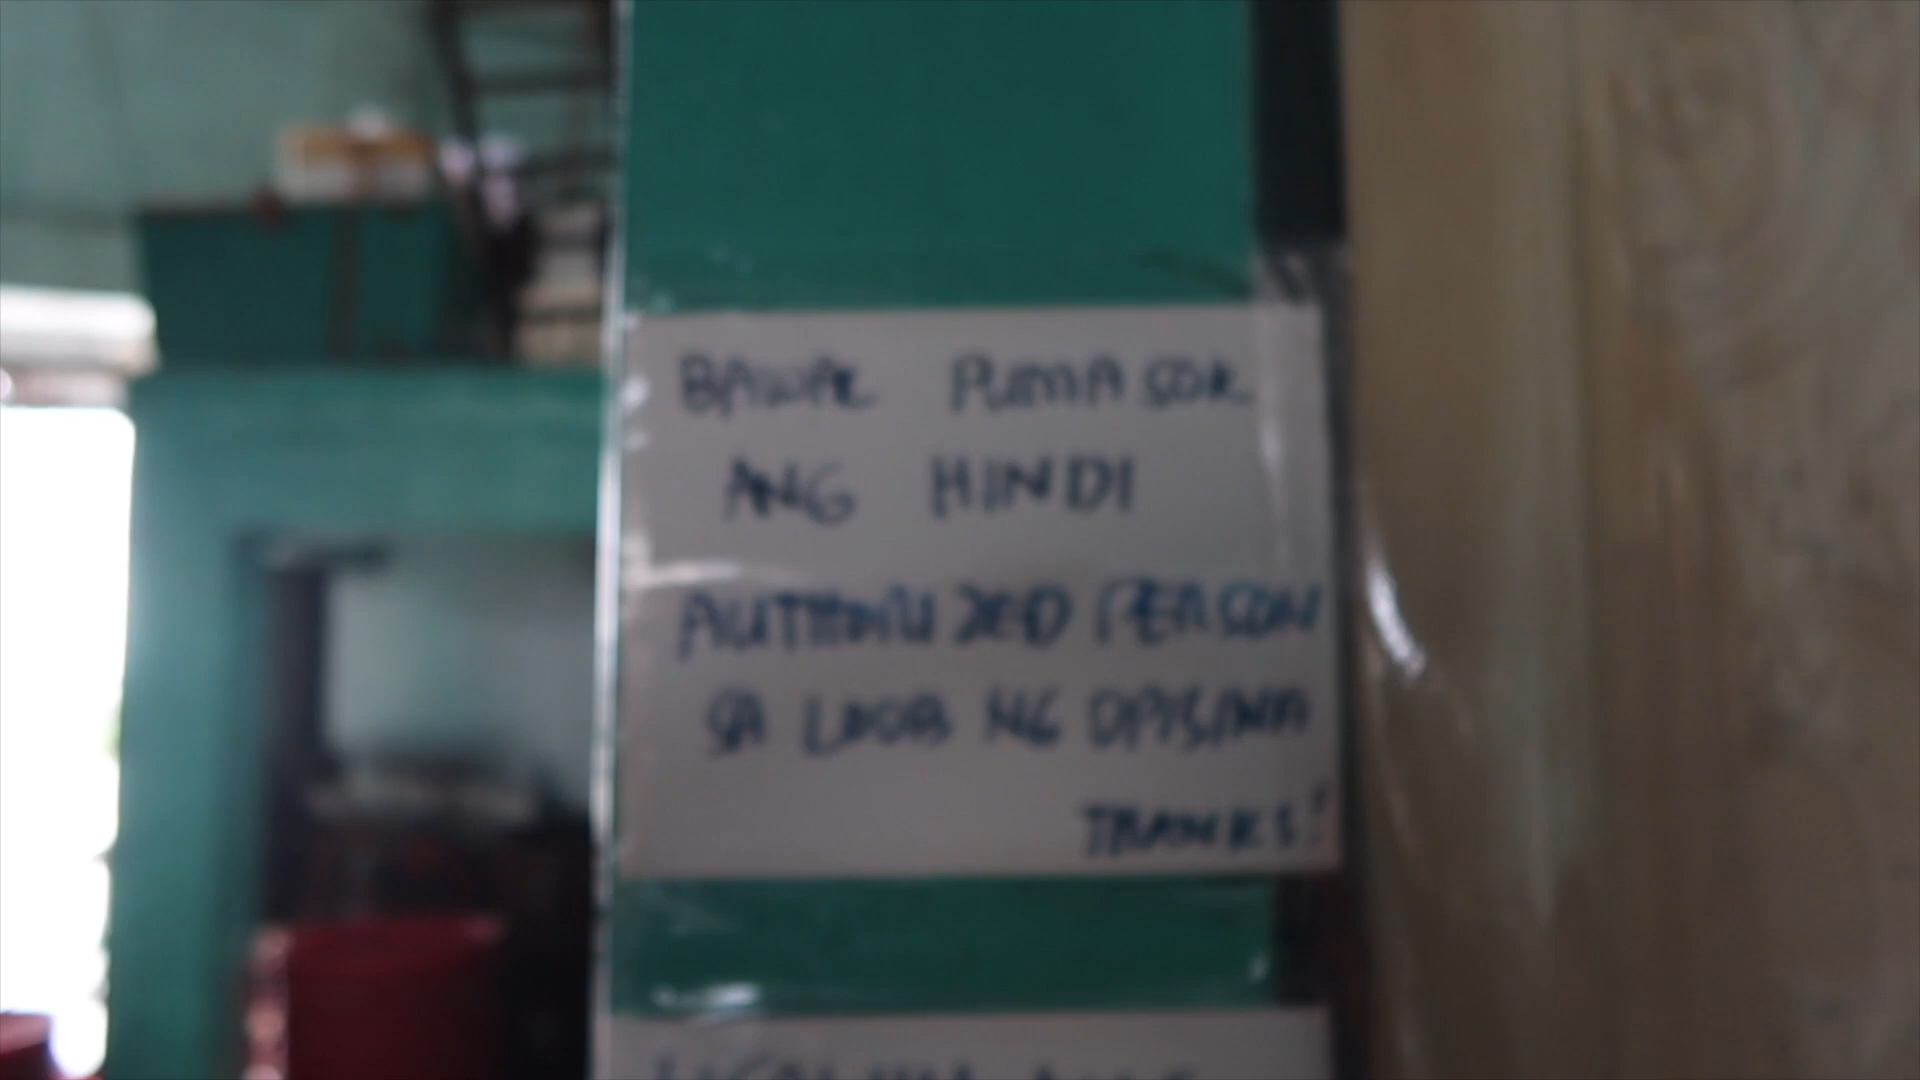 BAWAL PUMASOK
ANG HINDI
AUTHORIZED PERSON
SA LOOB NG OPISINA
THANKS!